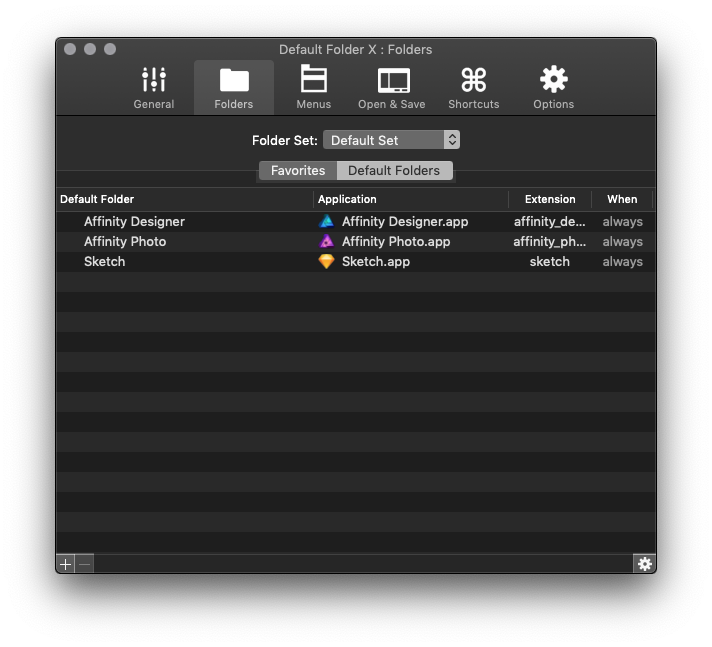 Default Folder X : Folders
General Folders Menus Open & Save Shortcuts Options
Folder Set: Default Set
Favorites Default Folders
Default Folder Application Extension When
Affinity Designer Affinity Designer.app affinity_de... always
Affinity Photo Affinity Photo.app affinity_ph... always
Sketch Sketch.app sketch always